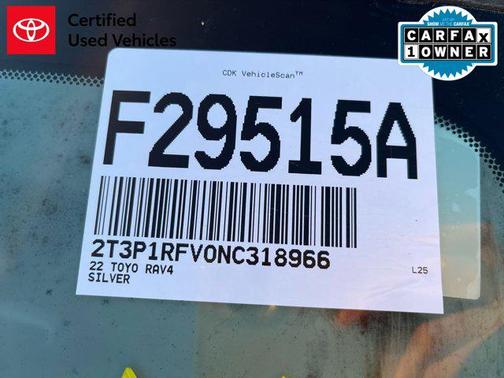 Certified
Used Vehicles
SHOW ME THE CARFAX
CARFAX
1 OWNER
CDK VehicleScan™
F29515A
2T3P1RFV0NC318966
22 TOYO RAV4
L25
SILVER